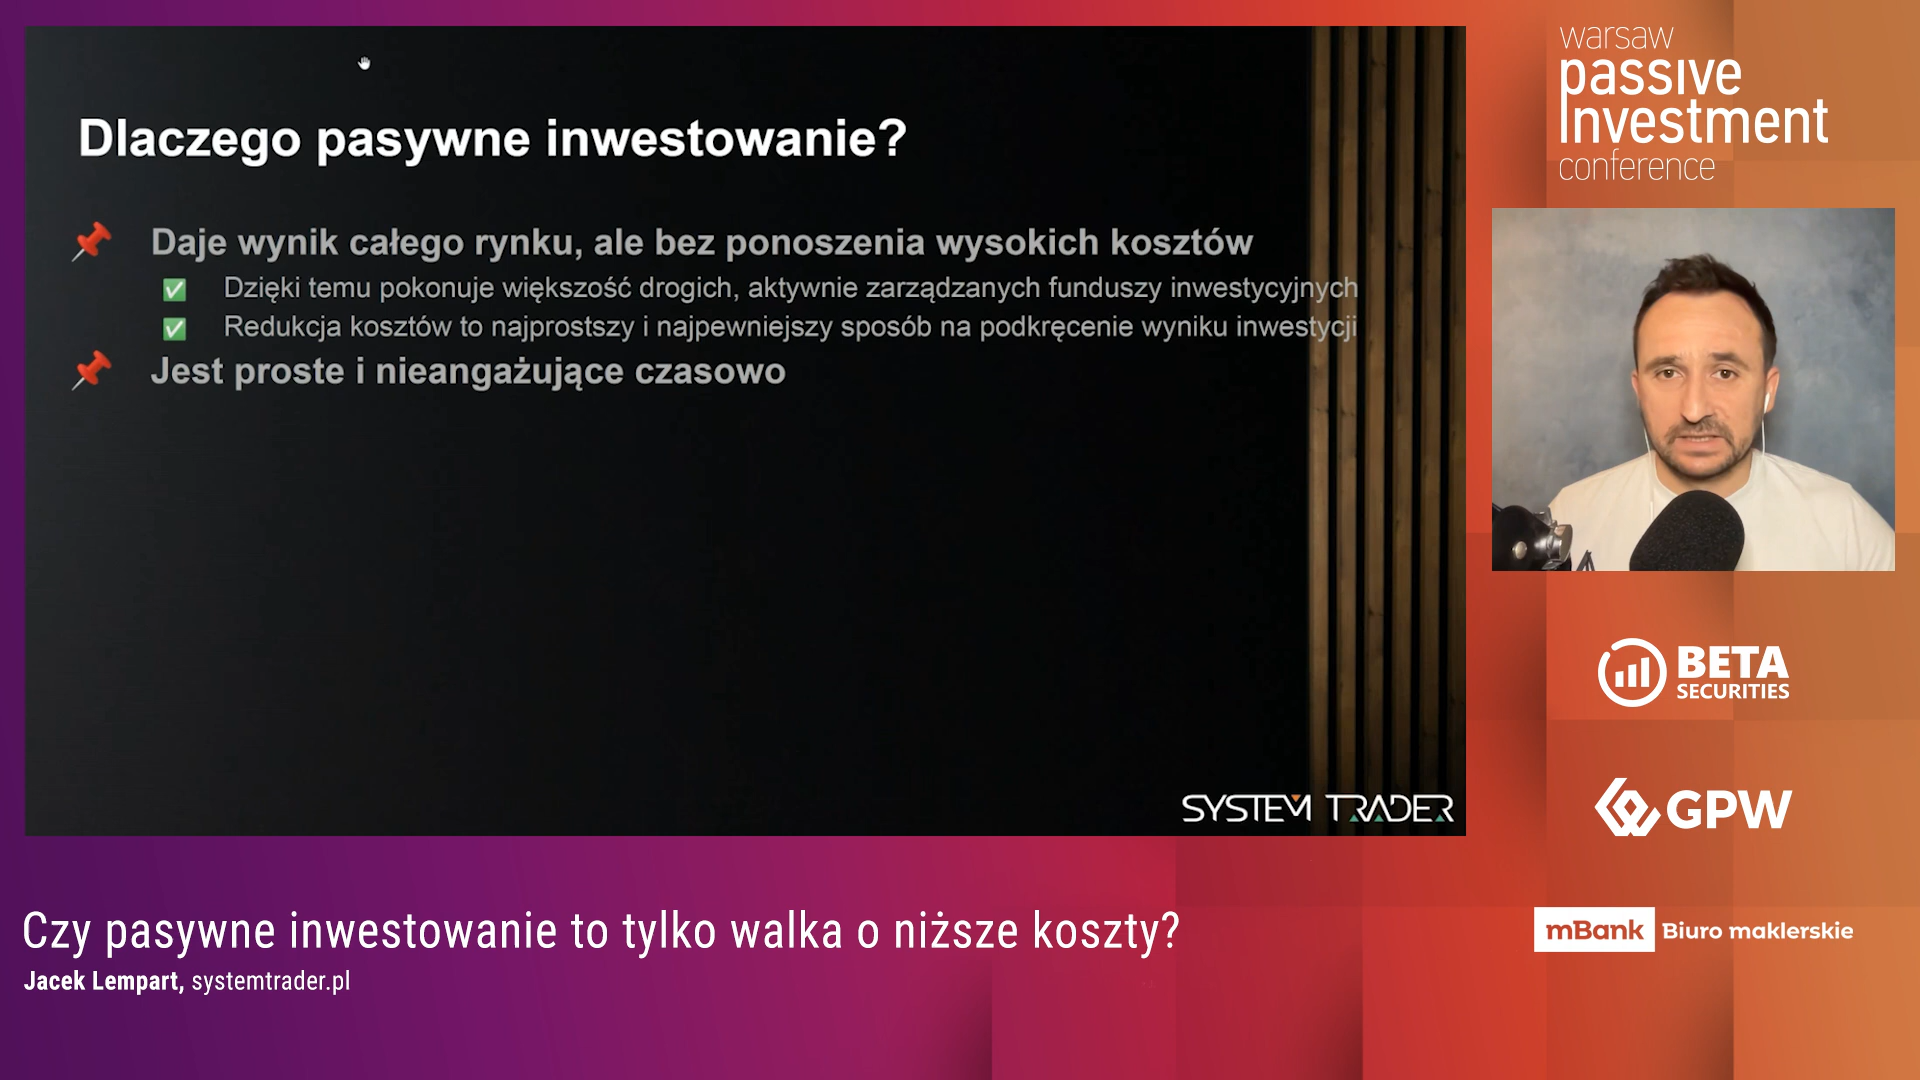 Dlaczego pasywne inwestowanie?
Daje wynik całego rynku, ale bez ponoszenia wysokich kosztów
Dzięki temu pokonuje większość drogich, aktywnie zarządzanych funduszy inwestycyjnych
Redukcja kosztów to najprostszy i najpewniejszy sposób na podkręcenie wyniku inwestycji
Jest proste i nieangażujące czasowo
SYSTEM TRADER
warsaw
passive
Investment
conference
BETA
SECURITIES
GPW
mBank Biuro maklerskie
Czy pasywne inwestowanie to tylko walka o niższe koszty?
Jacek Lempart, systemtrader.pl